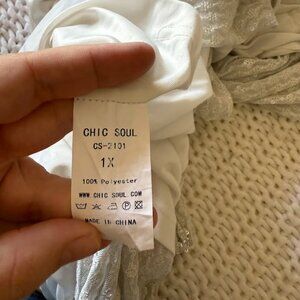 CHIC SOUL
CS-2101
1X
100% Polyester
WWW.CHIC SOUL.COM
MADE IN CHINA